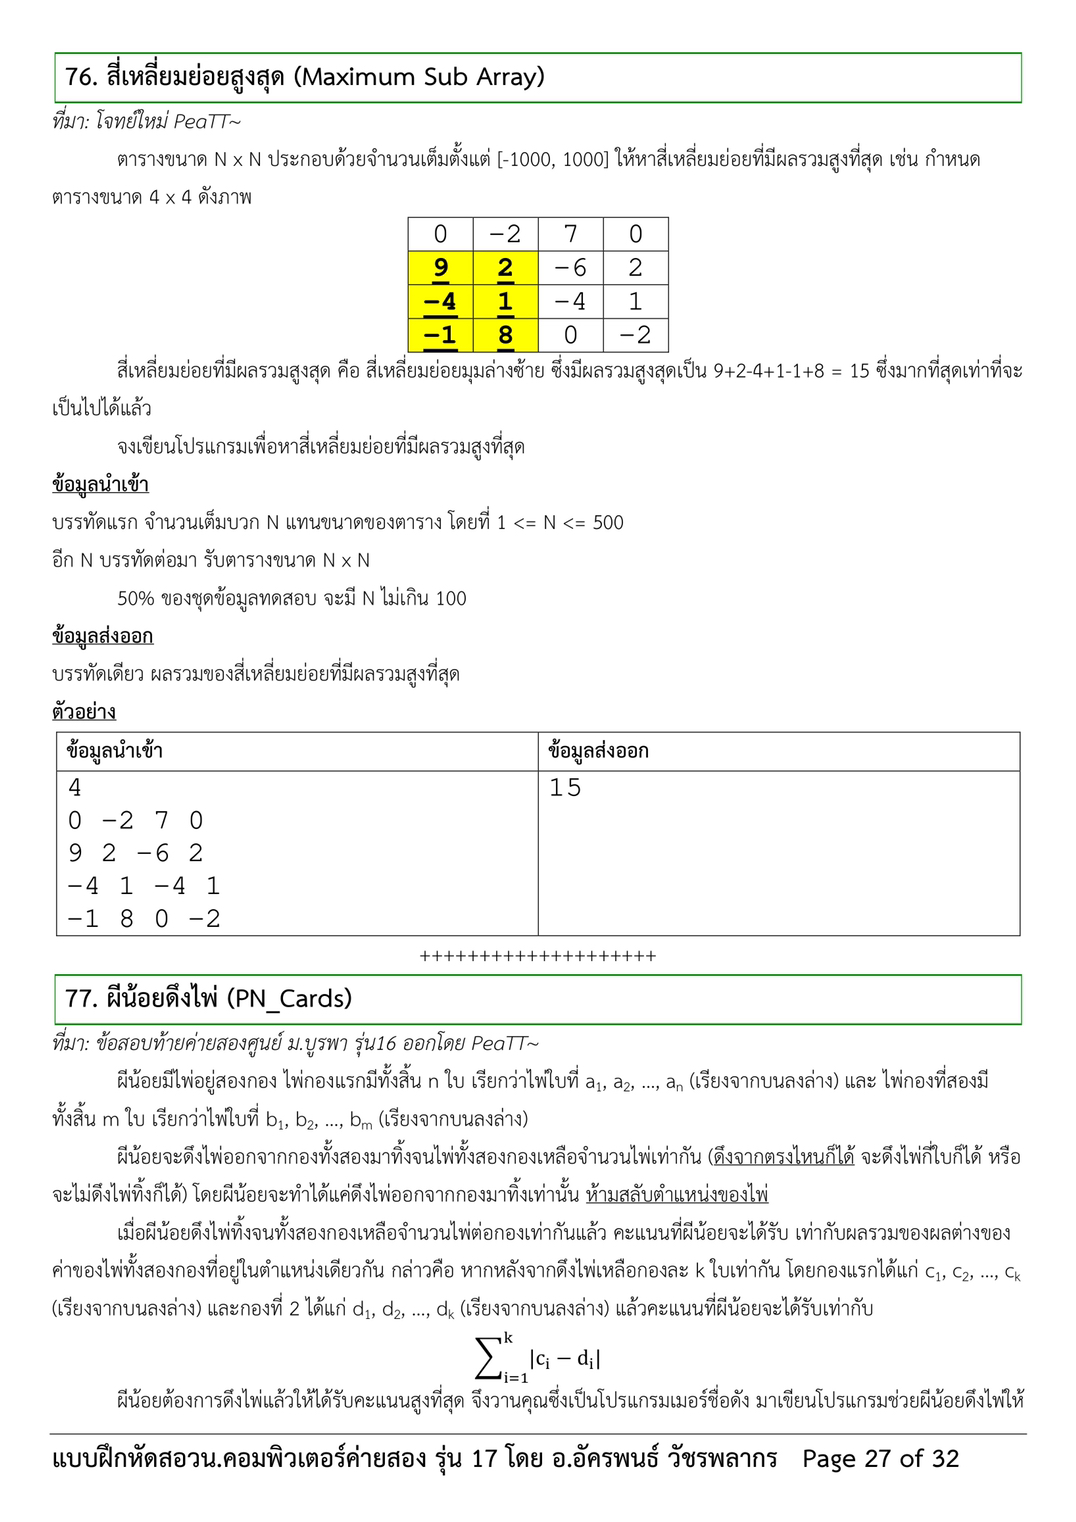 76. สี่เหลี่ยมย่อยสูงสุด (Maximum Sub Array)
ที่มา: โจทย์ใหม่ PeaTT~
ตารางขนาด N x N ประกอบด้วยจำนวนเต็มตั้งแต่ [-1000, 1000] ให้หาสี่เหลี่ยมย่อยที่มีผลรวมสูงที่สุด เช่น กำหนด
ตารางขนาด 4 x 4 ดังภาพ
0 -2 7 0
9 2 -6 2
-4 1 -4 1
-1 8 0 -2
สี่เหลี่ยมย่อยที่มีผลรวมสูงสุด คือ สี่เหลี่ยมย่อยมุมล่างซ้าย ซึ่งมีผลรวมสูงสุดเป็น 9+2-4+1-1+8 = 15 ซึ่งมากที่สุดเท่าที่จะ
เป็นไปได้แล้ว
จงเขียนโปรแกรมเพื่อหาสี่เหลี่ยมย่อยที่มีผลรวมสูงที่สุด
ข้อมูลนำเข้า
บรรทัดแรก จำนวนเต็มบวก N แทนขนาดของตาราง โดยที่ 1 <= N <= 500
อีก N บรรทัดต่อมา รับตารางขนาด N x N
50% ของชุดข้อมูลทดสอบ จะมี N ไม่เกิน 100
ข้อมูลส่งออก
บรรทัดเดียว ผลรวมของสี่เหลี่ยมย่อยที่มีผลรวมสูงที่สุด
ตัวอย่าง
ข้อมูลนำเข้า ข้อมูลส่งออก
4 15
0 -2 7 0
9 2 -6 2
-4 1 -4 1
-1 8 0 -2
++++++++++++++++++++
77. ผีน้อยดึงไพ่ (PN_Cards)
ที่มา: ข้อสอบท้ายค่ายสองศูนย์ ม.บูรพา รุ่น16 ออกโดย PeaTT~
ผีน้อยมีไพ่อยู่สองกอง ไพ่กองแรกมีทั้งสิ้น n ใบ เรียกว่าไพ่ใบที่ a₁, a₂, ..., aₙ (เรียงจากบนลงล่าง) และ ไพ่กองที่สองมี
ทั้งสิ้น m ใบ เรียกว่าไพ่ใบที่ b₁, b₂, ..., bₘ (เรียงจากบนลงล่าง)
ผีน้อยจะดึงไพ่ออกจากกองทั้งสองมาทิ้งจนไพ่ทั้งสองกองเหลือจำนวนไพ่เท่ากัน (ดึงจากตรงไหนก็ได้ จะดึงไพ่กี่ใบก็ได้ หรือ
จะไม่ดึงไพ่ทิ้งก็ได้) โดยผีน้อยจะทำได้แค่ดึงไพ่ออกจากกองมาทิ้งเท่านั้น ห้ามสลับตำแหน่งของไพ่
เมื่อผีน้อยดึงไพ่ทิ้งจนทั้งสองกองเหลือจำนวนไพ่ต่อกองเท่ากันแล้ว คะแนนที่ผีน้อยจะได้รับ เท่ากับผลรวมของผลต่างของ
ค่าของไพ่ทั้งสองกองที่อยู่ในตำแหน่งเดียวกัน กล่าวคือ หากหลังจากดึงไพ่เหลือกองละ k ใบเท่ากัน โดยกองแรกได้แก่ c₁, c₂, ..., cₖ
(เรียงจากบนลงล่าง) และกองที่ 2 ได้แก่ d₁, d₂, ..., dₖ (เรียงจากบนลงล่าง) แล้วคะแนนที่ผีน้อยจะได้รับเท่ากับ
∑ᵢ₌₁ᵏ |cᵢ − dᵢ|
ผีน้อยต้องการดึงไพ่แล้วให้ได้รับคะแนนสูงที่สุด จึงวานคุณซึ่งเป็นโปรแกรมเมอร์ชื่อดัง มาเขียนโปรแกรมช่วยผีน้อยดึงไพ่ให้
แบบฝึกหัดสอวน.คอมพิวเตอร์ค่ายสอง รุ่น 17 โดย อ.อัครพนธ์ วัชรพลากร Page 27 of 32